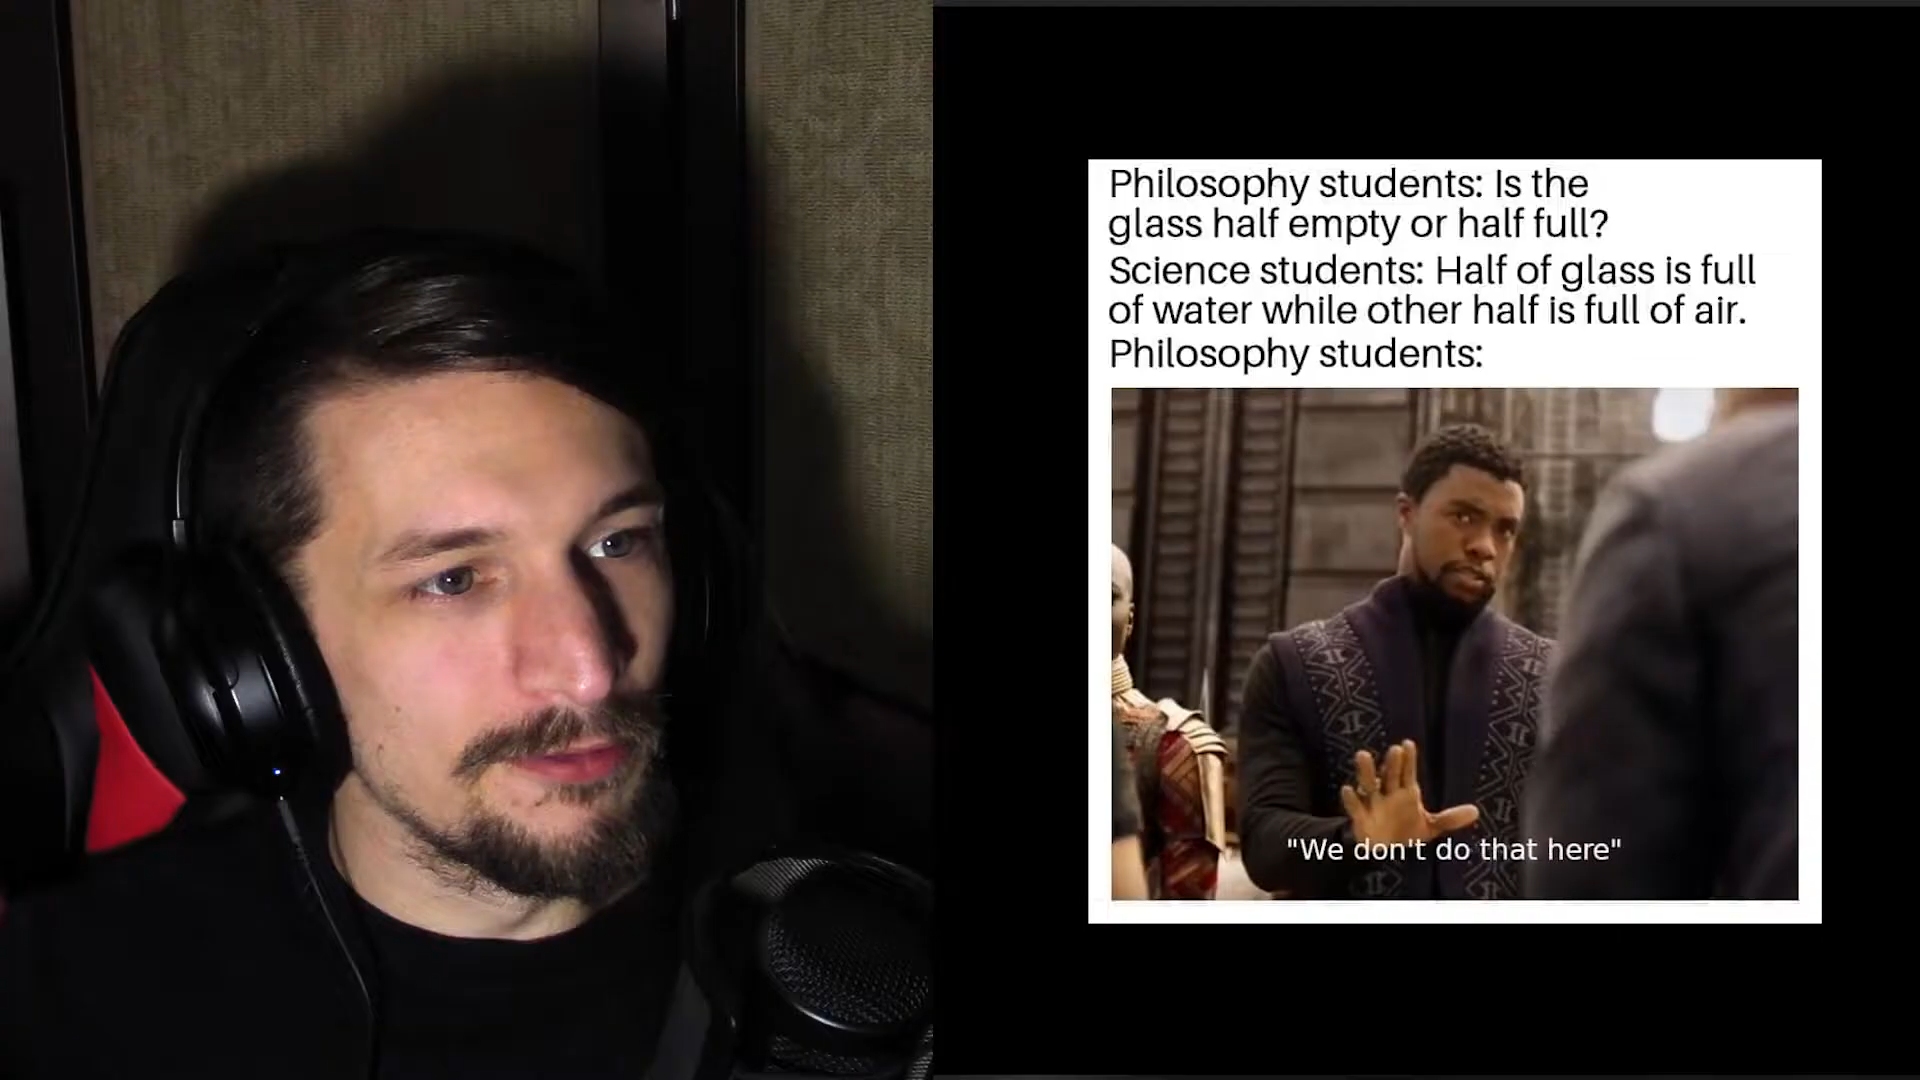 Philosophy students: Is the
glass half empty or half full?
Science students: Half of glass is full
of water while other half is full of air.
Philosophy students:
"We don't do that here"